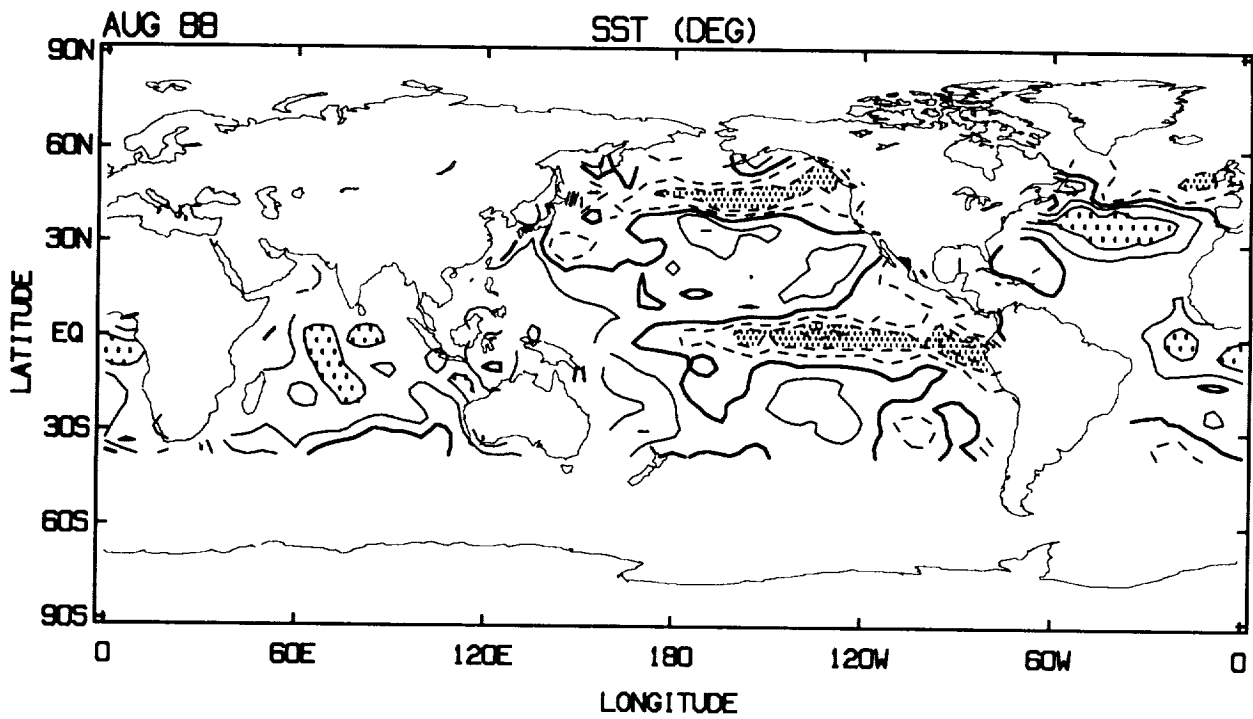 AUG 88
SST (DEG)
90N
60N
30N
EQ
30S
60S
90S
LATITUDE
0
60E
120E
180
120W
60W
0
LONGITUDE